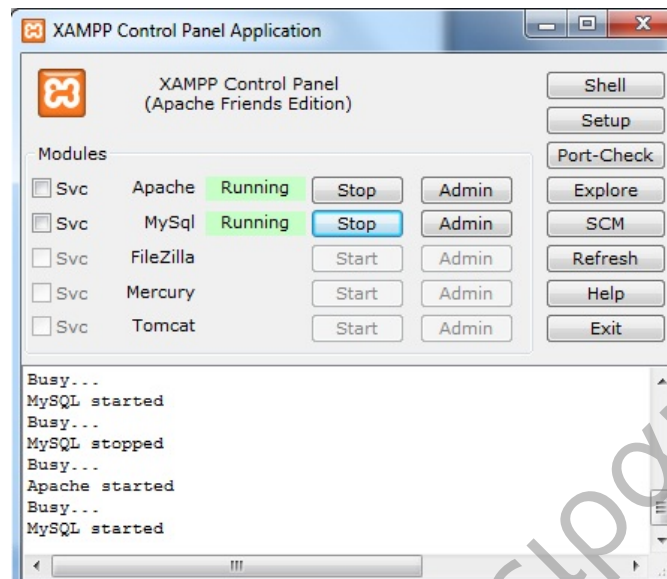 XAMPP Control Panel Application
XAMPP Control Panel
(Apache Friends Edition)
Shell
Setup
Modules
Port-Check
Svc Apache Running Stop Admin Explore
Svc MySql Running Stop Admin SCM
Svc FileZilla Start Admin Refresh
Svc Mercury Start Admin Help
Svc Tomcat Start Admin Exit
Busy...
MySQL started
Busy...
MySQL stopped
Busy...
Apache started
Busy...
MySQL started